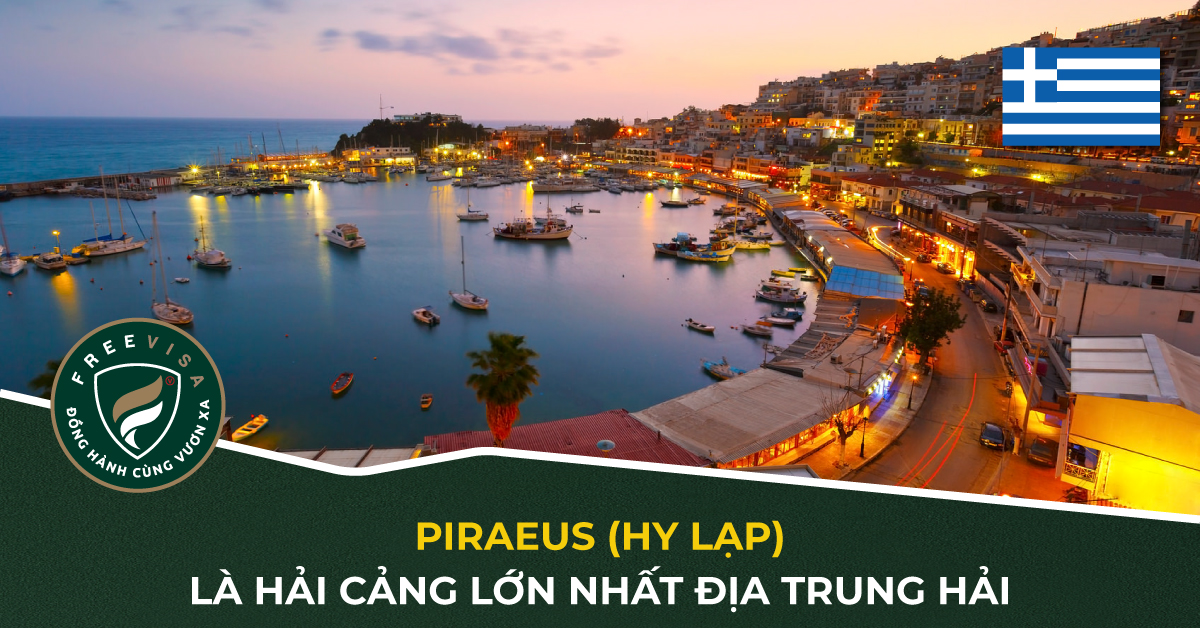 FREEVISA
ĐỒNG HÀNH CÙNG VƯƠN XA
PIRAEUS (HY LẠP)
LÀ HẢI CẢNG LỚN NHẤT ĐỊA TRUNG HẢI